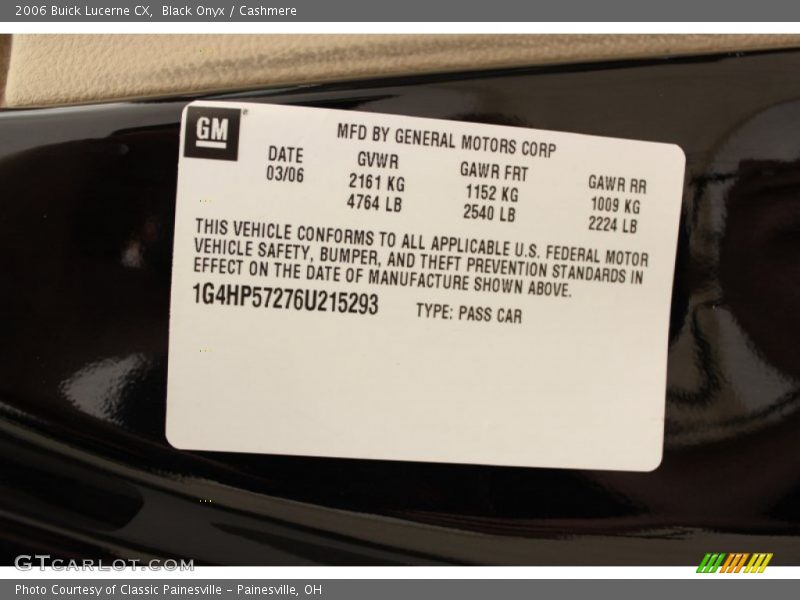 2006 Buick Lucerne CX, Black Onyx / Cashmere
GM
MFD BY GENERAL MOTORS CORP
DATE GVWR GAWR FRT GAWR RR
03/06 2161 KG 1152 KG 1009 KG
4764 LB 2540 LB 2224 LB
THIS VEHICLE CONFORMS TO ALL APPLICABLE U.S. FEDERAL MOTOR
VEHICLE SAFETY, BUMPER, AND THEFT PREVENTION STANDARDS IN
EFFECT ON THE DATE OF MANUFACTURE SHOWN ABOVE.
1G4HP57276U215293 TYPE: PASS CAR
GTCARLOT.COM
Photo Courtesy of Classic Painesville - Painesville, OH